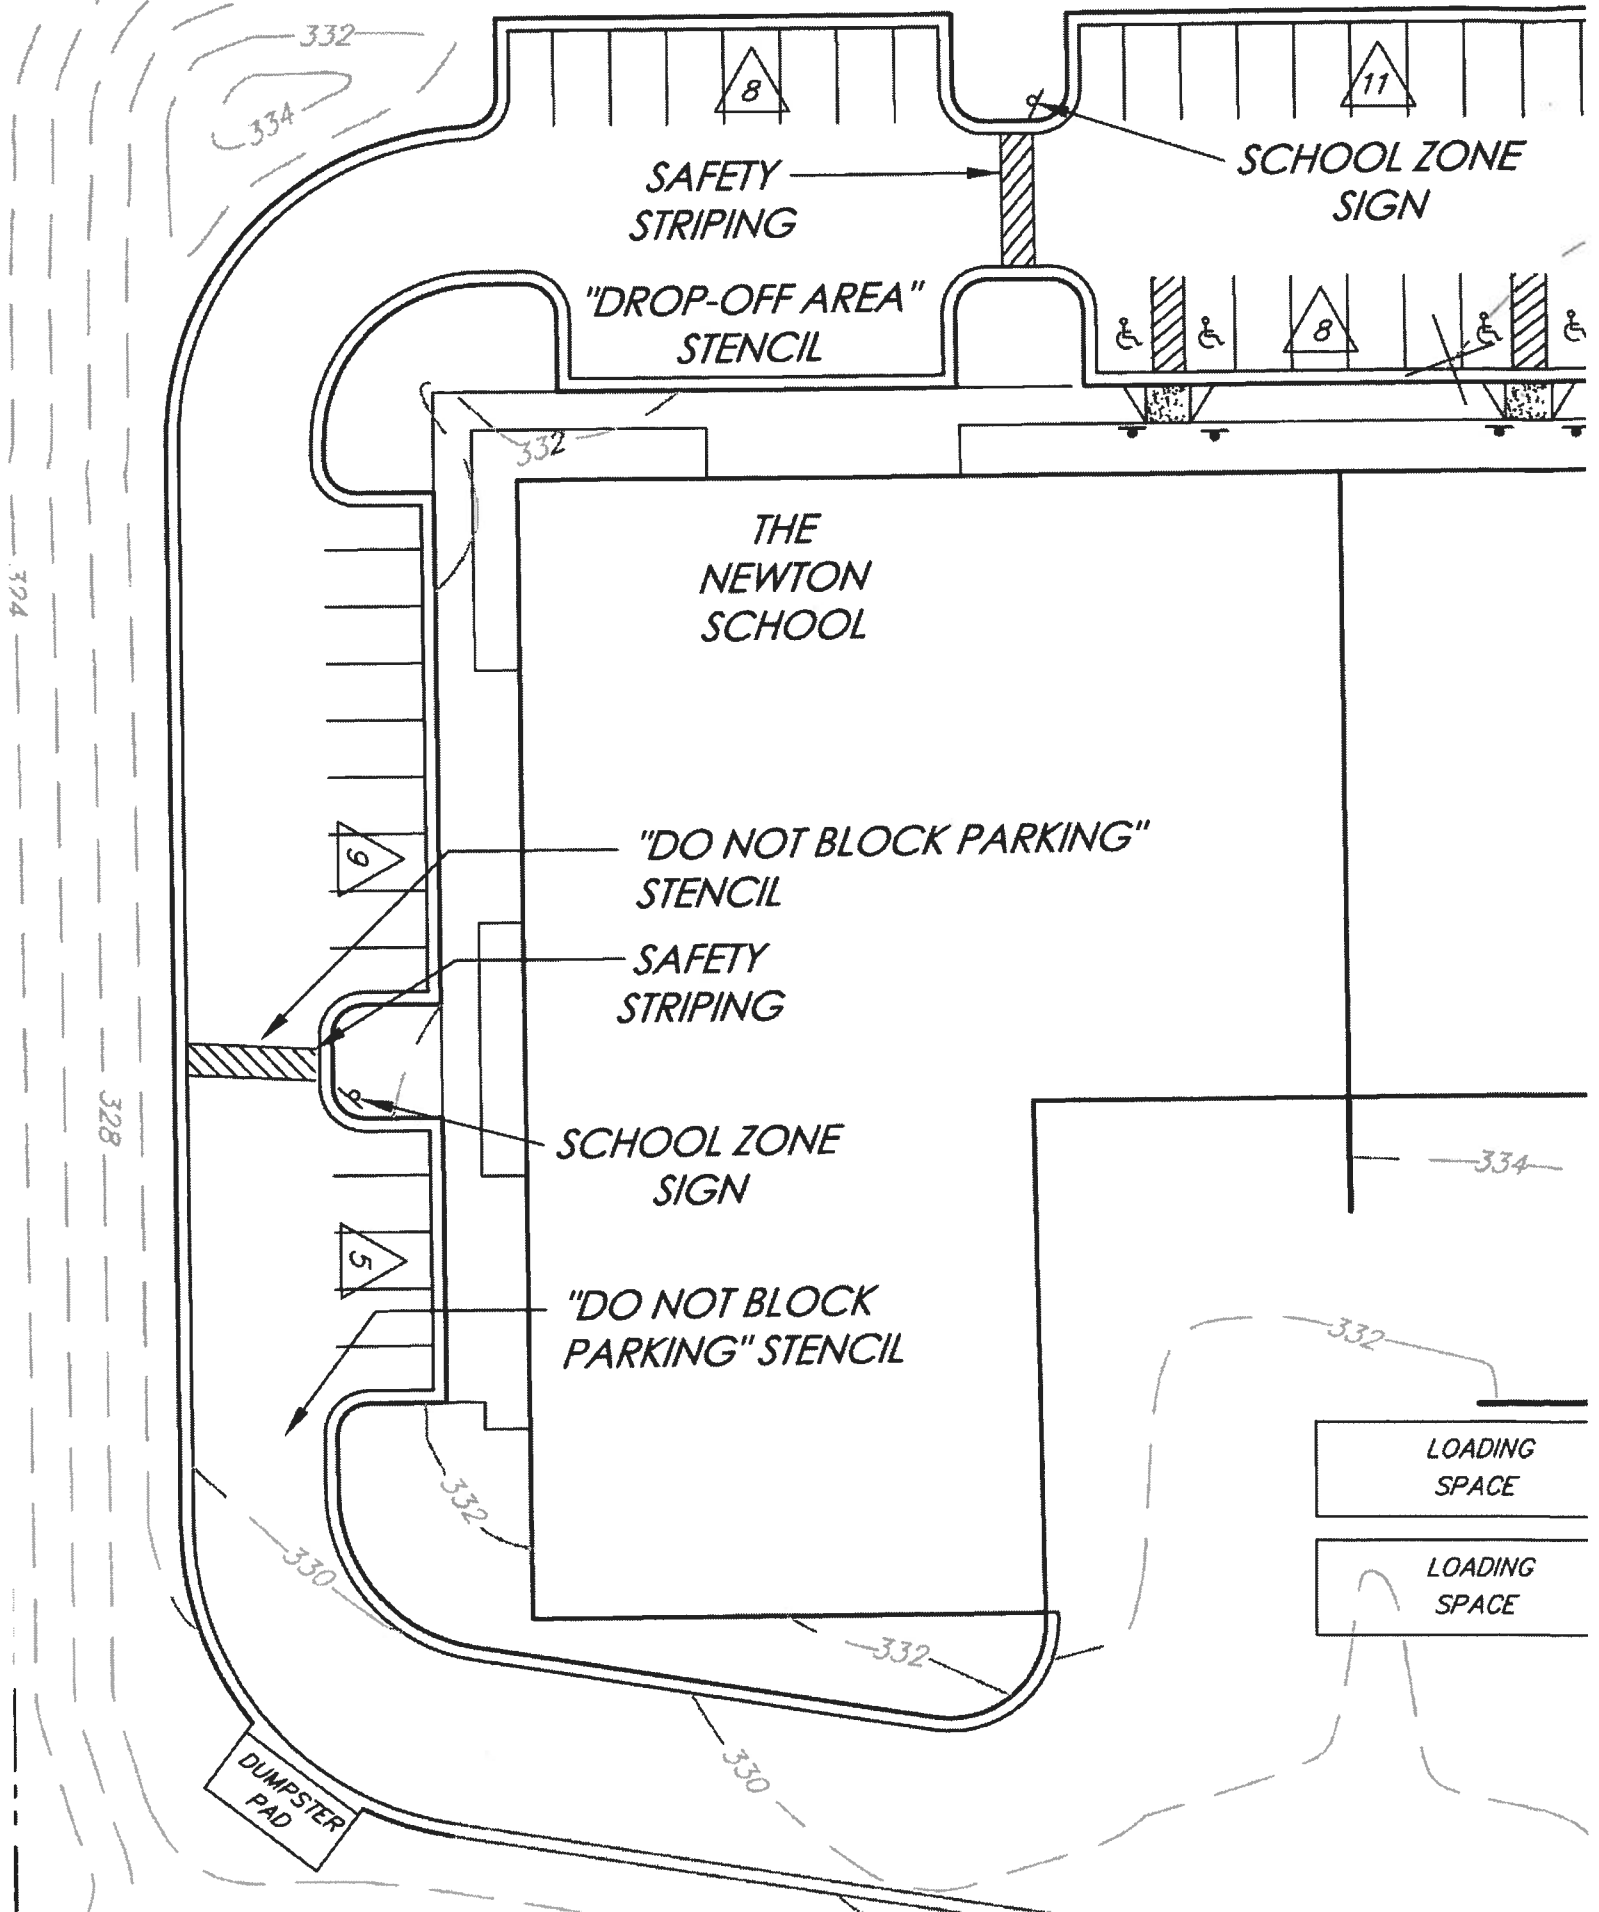 332
334
8
11
SAFETY
STRIPING
SCHOOL ZONE
SIGN
"DROP-OFF AREA"
STENCIL
8
332
THE
NEWTON
SCHOOL
324
"DO NOT BLOCK PARKING"
STENCIL
9
SAFETY
STRIPING
328
SCHOOL ZONE
SIGN
334
5
"DO NOT BLOCK
PARKING" STENCIL
332
LOADING
SPACE
332
330
LOADING
SPACE
332
330
DUMPSTER
PAD